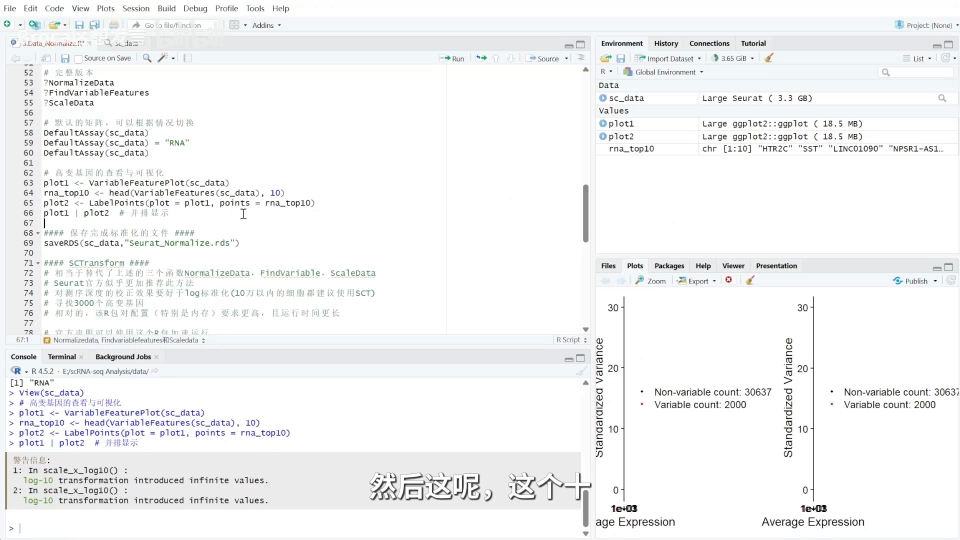 File Edit Code View Plots Session Build Debug Profile Tools Help
Go to file/function Addins Project: (None)
3.Data_Normalize.R* sc_data
Source on Save Run Source
52 # 完整版本
53 ?NormalizeData
54 ?FindVariableFeatures
55 ?ScaleData
56
57 # 默认的矩阵，可以根据情况切换
58 DefaultAssay(sc_data)
59 DefaultAssay(sc_data) = "RNA"
60 DefaultAssay(sc_data)
61
62 # 高变基因的查看与可视化
63 plot1 <- VariableFeaturePlot(sc_data)
64 rna_top10 <- head(VariableFeatures(sc_data), 10)
65 plot2 <- LabelPoints(plot = plot1, points = rna_top10)
66 plot1 | plot2 # 并排显示
67
68 #### 保存完成标准化的文件 ####
69 saveRDS(sc_data,"Seurat_Normalize.rds")
70
71 #### SCTransform ####
72 # 相当于替代了上述的三个函数NormalizeData、FindVariable、ScaleData
73 # Seurat官方似乎更加推荐此方法
74 # 对测序深度的校正效果要好于log标准化(10万以内的细胞都建议使用SCT)
75 # 寻找3000个高变基因
76 # 相对的，该R包对配置（特别是内存）要求更高，且运行时间更长
77
78
67:1 Normalizedata, Findvariablefeatures和Scaledata R Script
Console Terminal Background Jobs
R 4.5.2 · E:/scRNA-seq Analysis/data/
[1] "RNA"
> View(sc_data)
> # 高变基因的查看与可视化
> plot1 <- VariableFeaturePlot(sc_data)
> rna_top10 <- head(VariableFeatures(sc_data), 10)
> plot2 <- LabelPoints(plot = plot1, points = rna_top10)
> plot1 | plot2 # 并排显示
警告信息:
1: In scale_x_log10() :
log-10 transformation introduced infinite values.
2: In scale_x_log10() :
log-10 transformation introduced infinite values.
>
Environment History Connections Tutorial
Import Dataset 3.65 GiB List
R Global Environment
Data
sc_data Large Seurat ( 3.3 GB)
Values
plot1 Large ggplot2::ggplot ( 18.5 MB)
plot2 Large ggplot2::ggplot ( 18.5 MB)
rna_top10 chr [1:10] "HTR2C" "SST" "LINC01090" "NPSR1-AS1…
Files Plots Packages Help Viewer Presentation
Zoom Export Publish
Standardized Variance
30
20
10
0
Non-variable count: 30637
Variable count: 2000
1e+03
age Expression
Standardized Variance
30
20
10
0
Non-variable count: 30637
Variable count: 2000
1e+03
Average Expression
然后这呢，这个十